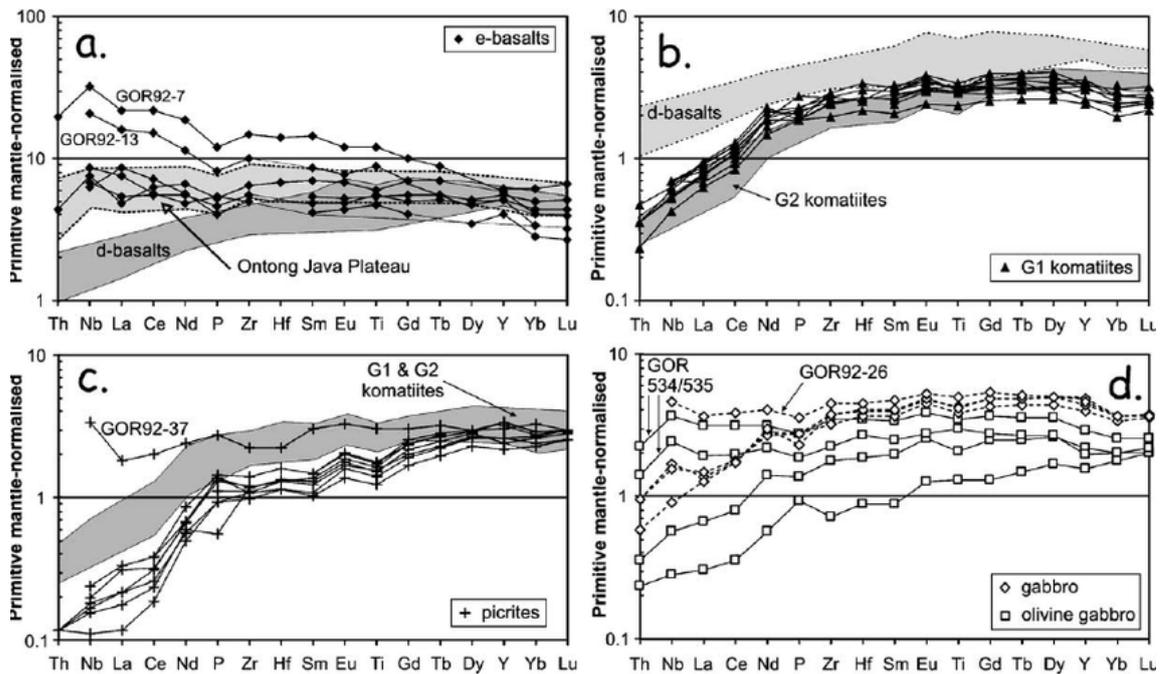 a.
Primitive mantle-normalised
100
10
1
e-basalts
GOR92-7
GOR92-13
d-basalts
Ontong Java Plateau
Th Nb La Ce Nd P Zr Hf Sm Eu Ti Gd Tb Dy Y Yb Lu
b.
Primitive mantle-normalised
10
1
0.1
d-basalts
G2 komatiites
G1 komatiites
Th Nb La Ce Nd P Zr Hf Sm Eu Ti Gd Tb Dy Y Yb Lu
c.
Primitive mantle-normalised
10
1
0.1
G1 & G2
komatiites
GOR92-37
picrites
Th Nb La Ce Nd P Zr Hf Sm Eu Ti Gd Tb Dy Y Yb Lu
d.
Primitive mantle-normalised
10
1
0.1
GOR
534/535
GOR92-26
gabbro
olivine gabbro
Th Nb La Ce Nd P Zr Hf Sm Eu Ti Gd Tb Dy Y Yb Lu